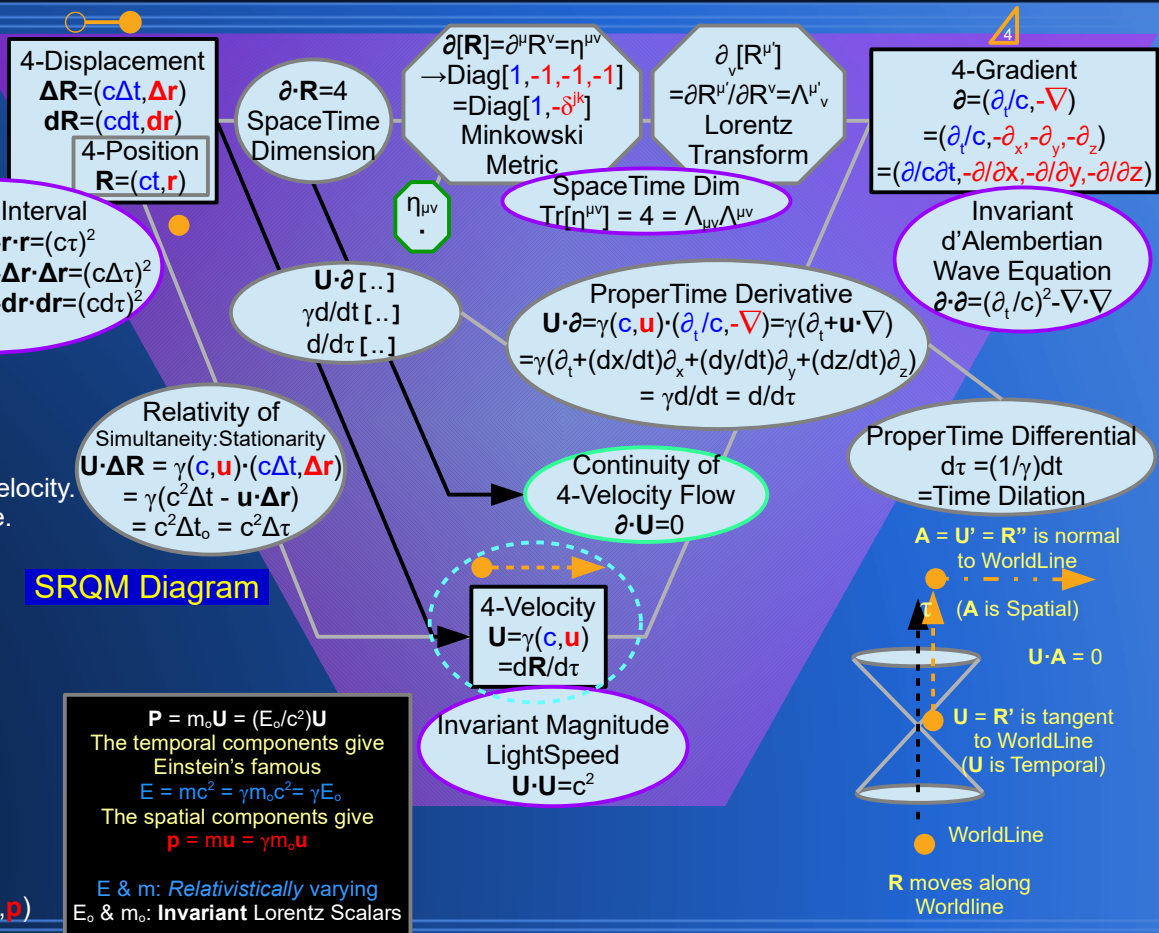 4-Displacement
ΔR=(cΔt,Δr)
dR=(cdt,dr)
4-Position
R=(ct,r)
∂·R=4
SpaceTime
Dimension
∂[R]=∂^μR^ν=η^μν
→Diag[1,-1,-1,-1]
=Diag[1,-δ^jk]
Minkowski
Metric
∂_ν[R^μ']
=∂R^μ'/∂R^ν=Λ^μ'_ν
Lorentz
Transform
4
4-Gradient
∂=(∂_t/c,-∇)
=(∂_t/c,-∂_x,-∂_y,-∂_z)
=(∂/c∂t,-∂/∂x,-∂/∂y,-∂/∂z)
Interval
r·r=(cτ)²
Δr·Δr=(cΔτ)²
dr·dr=(cdτ)²
η_μν
·
SpaceTime Dim
Tr[η^μν] = 4 = Λ_μνΛ^μν
Invariant
d'Alembertian
Wave Equation
∂·∂=(∂_t/c)²-∇·∇
U·∂[..]
γd/dt[..]
d/dτ[..]
ProperTime Derivative
U·∂=γ(c,u)·(∂_t/c,-∇)=γ(∂_t+u·∇)
=γ(∂_t+(dx/dt)∂_x+(dy/dt)∂_y+(dz/dt)∂_z)
= γd/dt = d/dτ
Relativity of
Simultaneity:Stationarity
U·ΔR = γ(c,u)·(cΔt,Δr)
= γ(c²Δt - u·Δr)
= c²Δt_o = c²Δτ
elocity.
e.
Continuity of
4-Velocity Flow
∂·U=0
ProperTime Differential
dτ =(1/γ)dt
=Time Dilation
SRQM Diagram
4-Velocity
U=γ(c,u)
=dR/dτ
Invariant Magnitude
LightSpeed
U·U=c²
A = U' = R'' is normal
to WorldLine
τ
(A is Spatial)
U·A = 0
U = R' is tangent
to WorldLine
(U is Temporal)
WorldLine
R moves along
Worldline
P = m_oU = (E_o/c²)U
The temporal components give
Einstein's famous
E = mc² = γm_oc² = γE_o
The spatial components give
p = mu = γm_ou
E & m: Relativistically varying
E_o & m_o: Invariant Lorentz Scalars
,p)